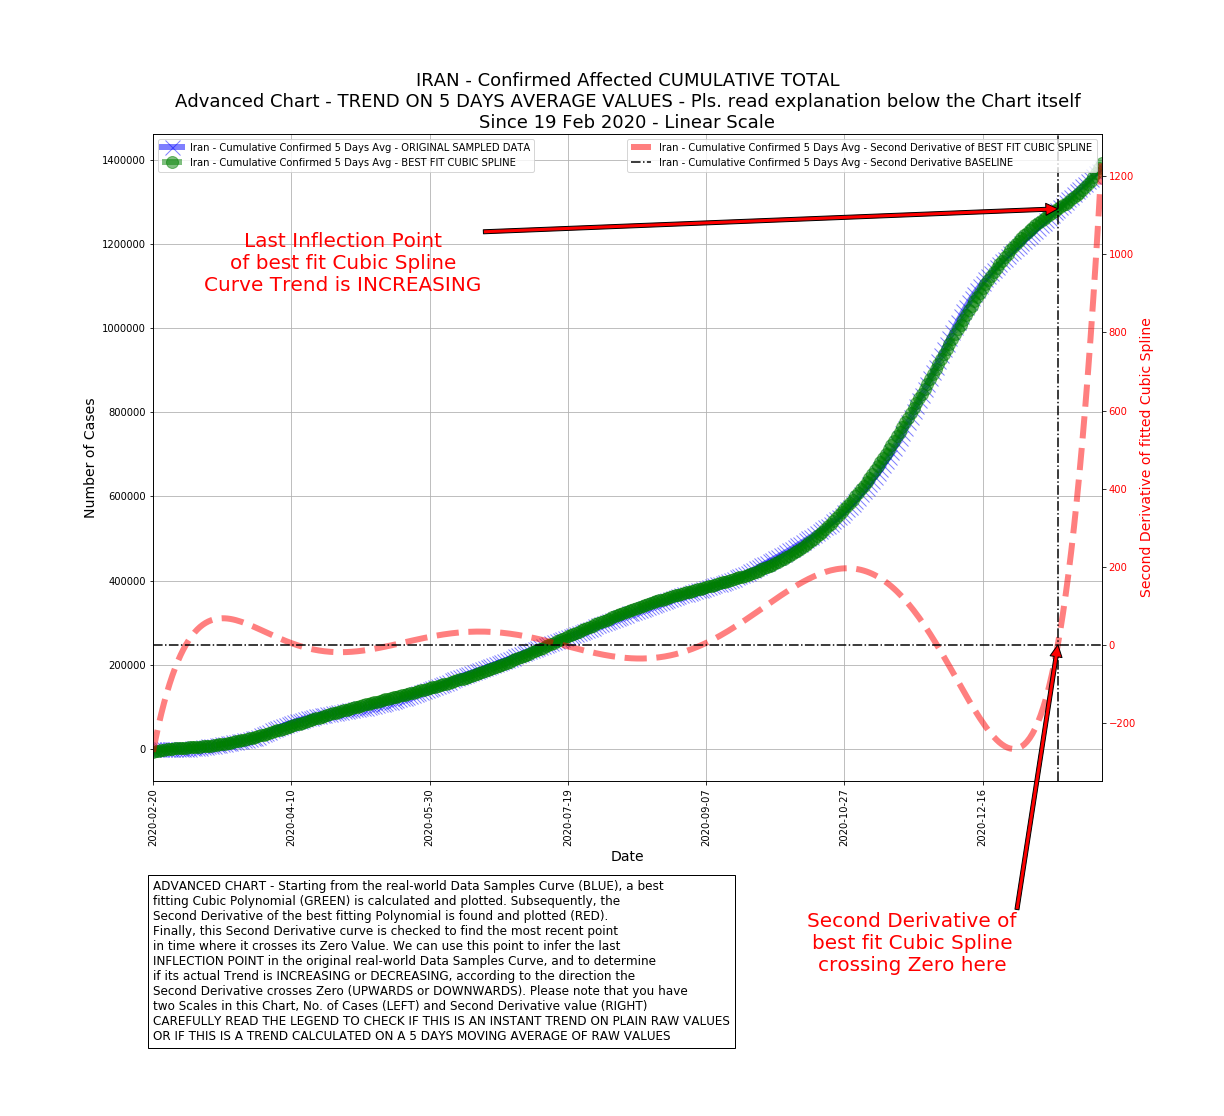 IRAN - Confirmed Affected CUMULATIVE TOTAL
Advanced Chart - TREND ON 5 DAYS AVERAGE VALUES - Pls. read explanation below the Chart itself
Since 19 Feb 2020 - Linear Scale
Iran - Cumulative Confirmed 5 Days Avg - ORIGINAL SAMPLED DATA
Iran - Cumulative Confirmed 5 Days Avg - BEST FIT CUBIC SPLINE
Iran - Cumulative Confirmed 5 Days Avg - Second Derivative of BEST FIT CUBIC SPLINE
Iran - Cumulative Confirmed 5 Days Avg - Second Derivative BASELINE
Last Inflection Point
of best fit Cubic Spline
Curve Trend is INCREASING
Number of Cases
1400000
1200000
1000000
800000
600000
400000
200000
0
Second Derivative of fitted Cubic Spline
1200
1000
800
600
400
200
0
−200
2020-02-20
2020-04-10
2020-05-30
2020-07-19
2020-09-07
2020-10-27
2020-12-16
Date
ADVANCED CHART - Starting from the real-world Data Samples Curve (BLUE), a best
fitting Cubic Polynomial (GREEN) is calculated and plotted. Subsequently, the
Second Derivative of the best fitting Polynomial is found and plotted (RED).
Finally, this Second Derivative curve is checked to find the most recent point
in time where it crosses its Zero Value. We can use this point to infer the last
INFLECTION POINT in the original real-world Data Samples Curve, and to determine
if its actual Trend is INCREASING or DECREASING, according to the direction the
Second Derivative crosses Zero (UPWARDS or DOWNWARDS). Please note that you have
two Scales in this Chart, No. of Cases (LEFT) and Second Derivative value (RIGHT)
CAREFULLY READ THE LEGEND TO CHECK IF THIS IS AN INSTANT TREND ON PLAIN RAW VALUES
OR IF THIS IS A TREND CALCULATED ON A 5 DAYS MOVING AVERAGE OF RAW VALUES
Second Derivative of
best fit Cubic Spline
crossing Zero here